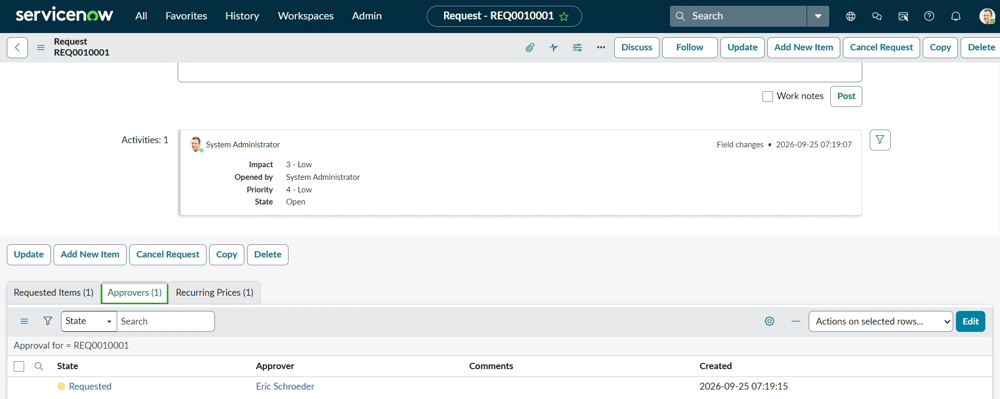 servicenow All Favorites History Workspaces Admin Request - REQ0010001 Search
Request
REQ0010001
Discuss Follow Update Add New Item Cancel Request Copy Delete
Work notes Post
Activities: 1
System Administrator Field changes • 2026-09-25 07:19:07
Impact 3 - Low
Opened by System Administrator
Priority 4 - Low
State Open
Update Add New Item Cancel Request Copy Delete
Requested Items (1) Approvers (1) Recurring Prices (1)
State Search Actions on selected rows... Edit
Approval for = REQ0010001
State Approver Comments Created
Requested Eric Schroeder 2026-09-25 07:19:15